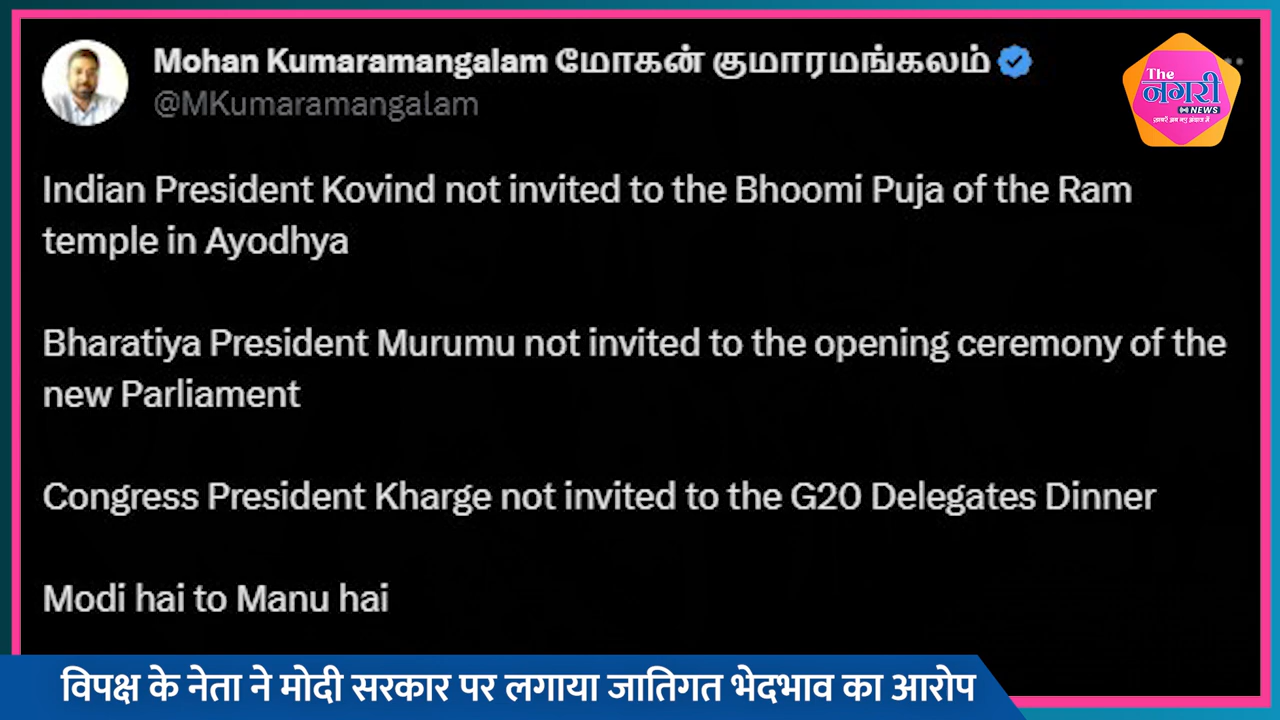 Mohan Kumaramangalam மோகன் குமாரமங்கலம்
@MKumaramangalam
The
नगरी
NEWS
ख़बरें अब नए अंदाज में
Indian President Kovind not invited to the Bhoomi Puja of the Ram
temple in Ayodhya
Bharatiya President Murumu not invited to the opening ceremony of the
new Parliament
Congress President Kharge not invited to the G20 Delegates Dinner
Modi hai to Manu hai
विपक्ष के नेता ने मोदी सरकार पर लगाया जातिगत भेदभाव का आरोप